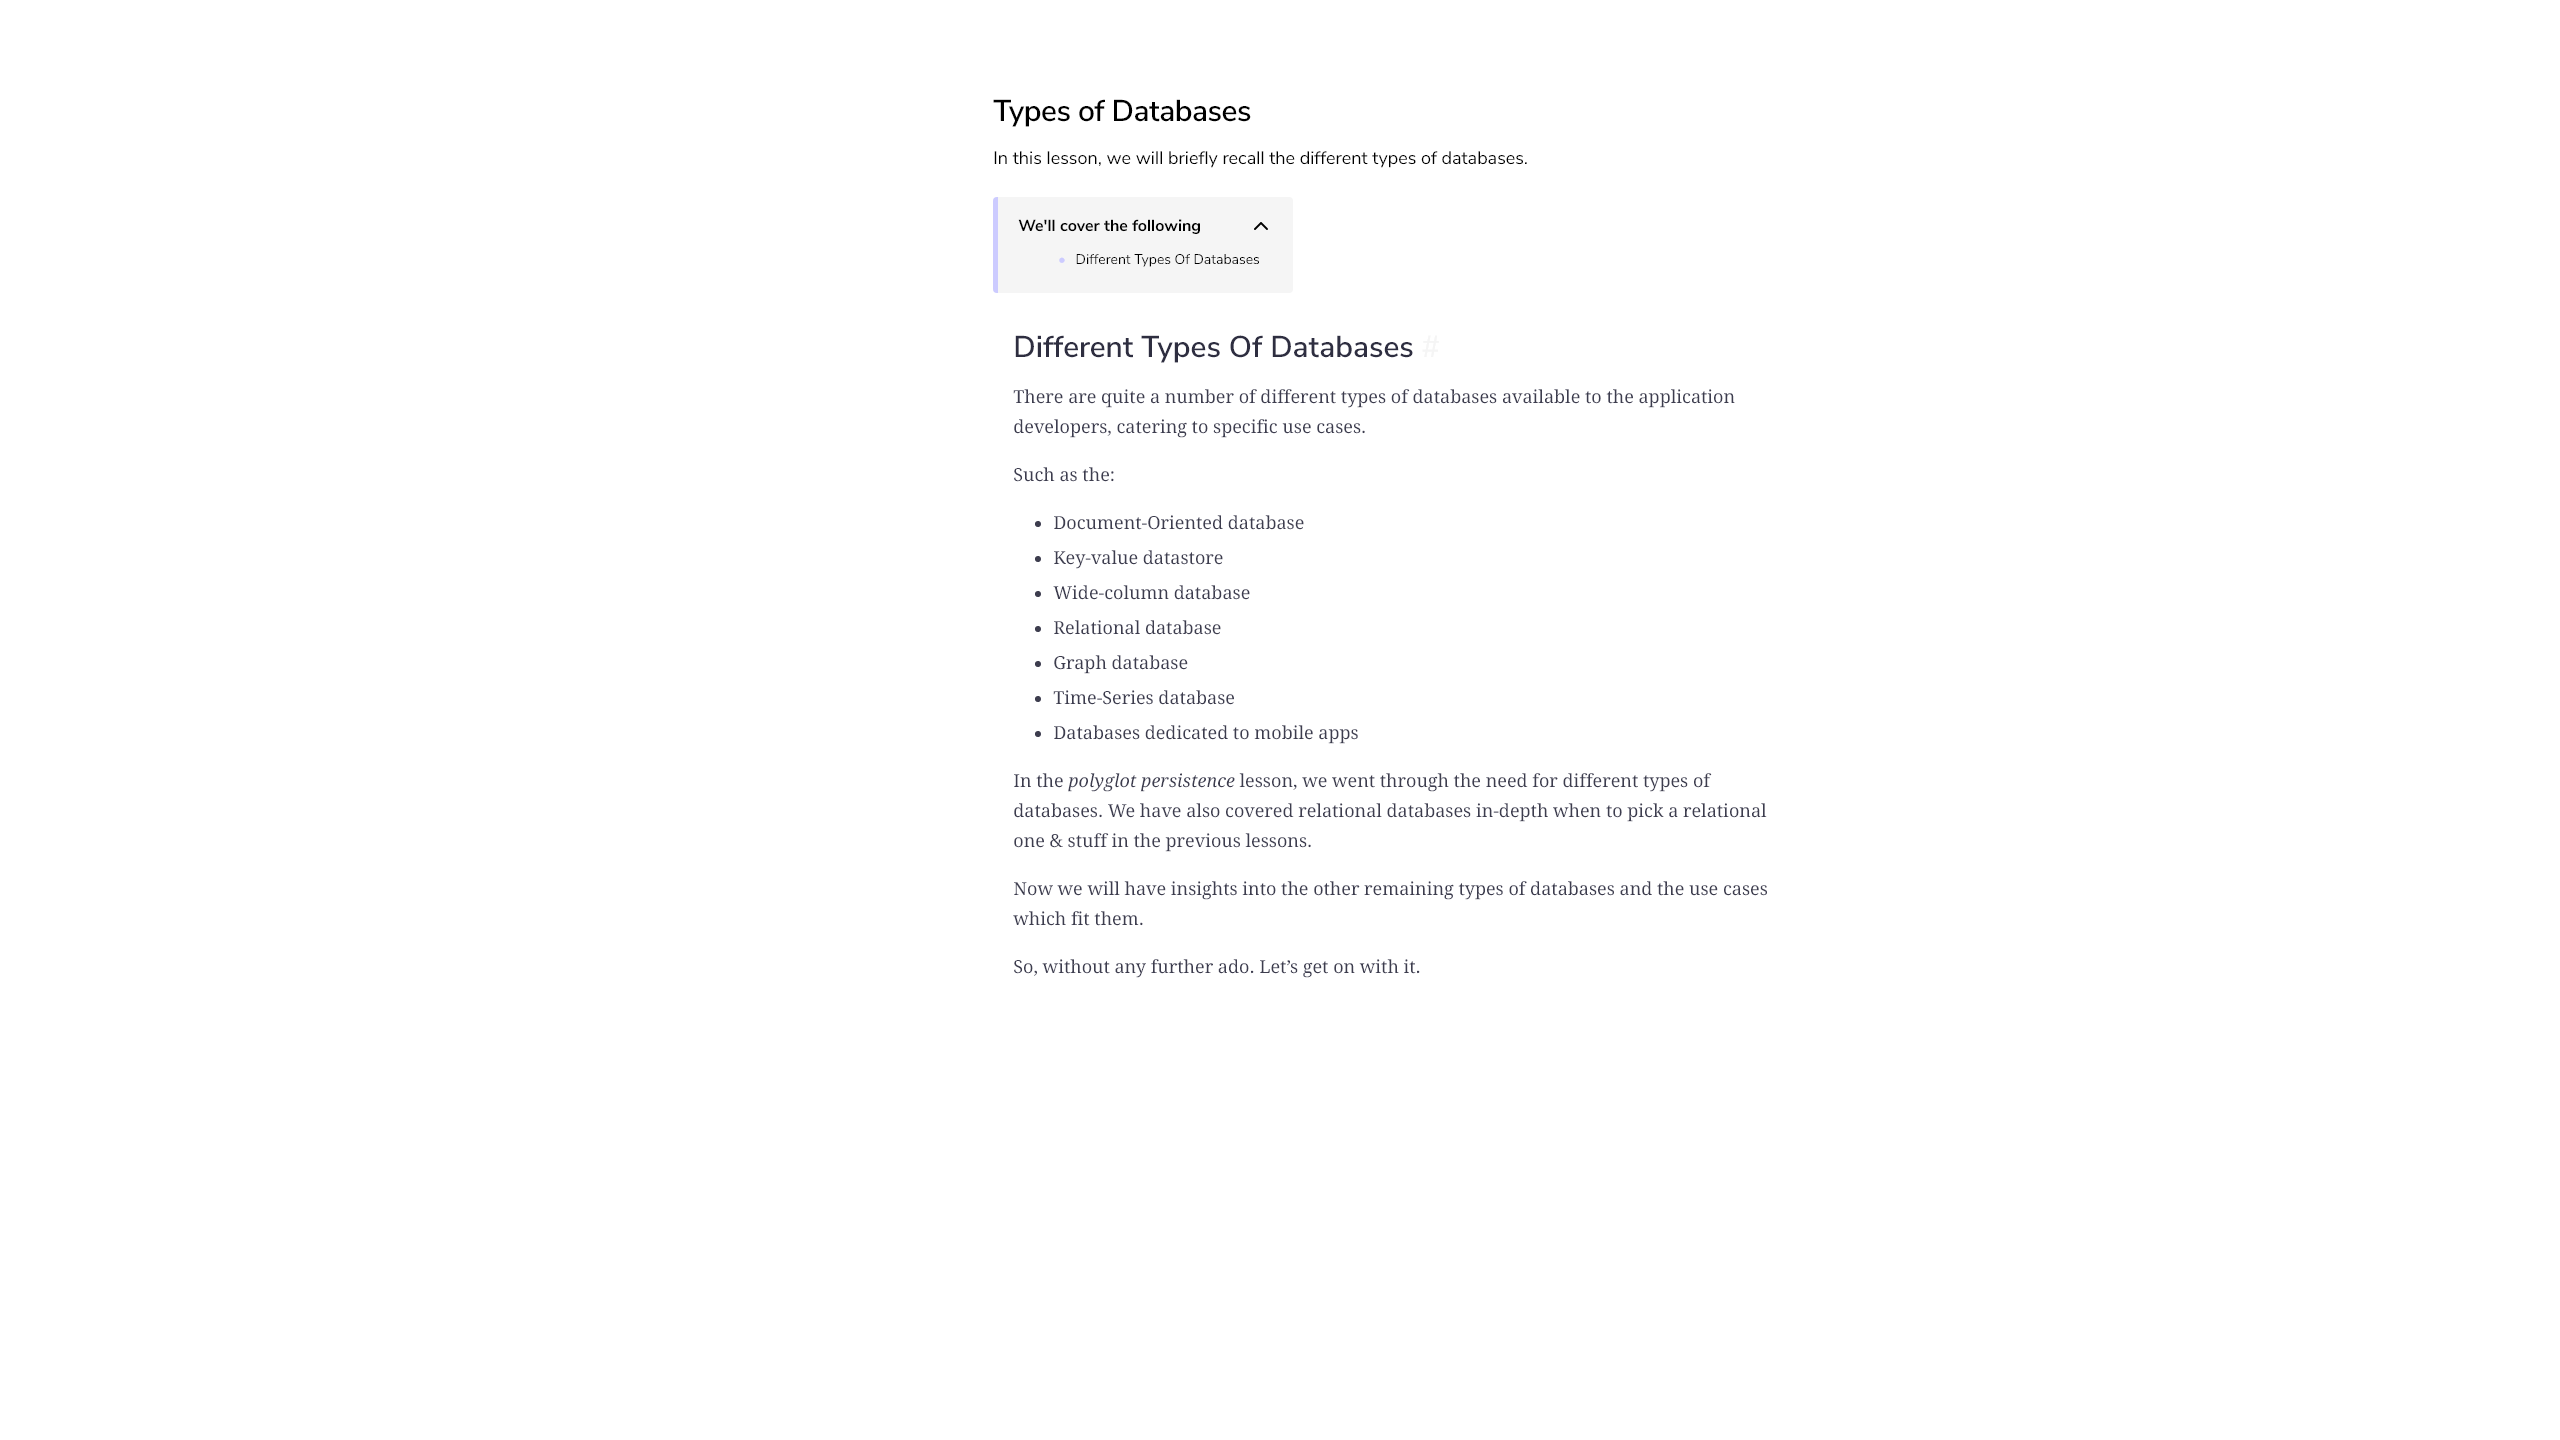 Types of Databases
In this lesson, we will briefly recall the different types of databases.
We'll cover the following
Different Types Of Databases
Different Types Of Databases #
There are quite a number of different types of databases available to the application
developers, catering to specific use cases.
Such as the:
Document-Oriented database
Key-value datastore
Wide-column database
Relational database
Graph database
Time-Series database
Databases dedicated to mobile apps
In the polyglot persistence lesson, we went through the need for different types of
databases. We have also covered relational databases in-depth when to pick a relational
one & stuff in the previous lessons.
Now we will have insights into the other remaining types of databases and the use cases
which fit them.
So, without any further ado. Let’s get on with it.